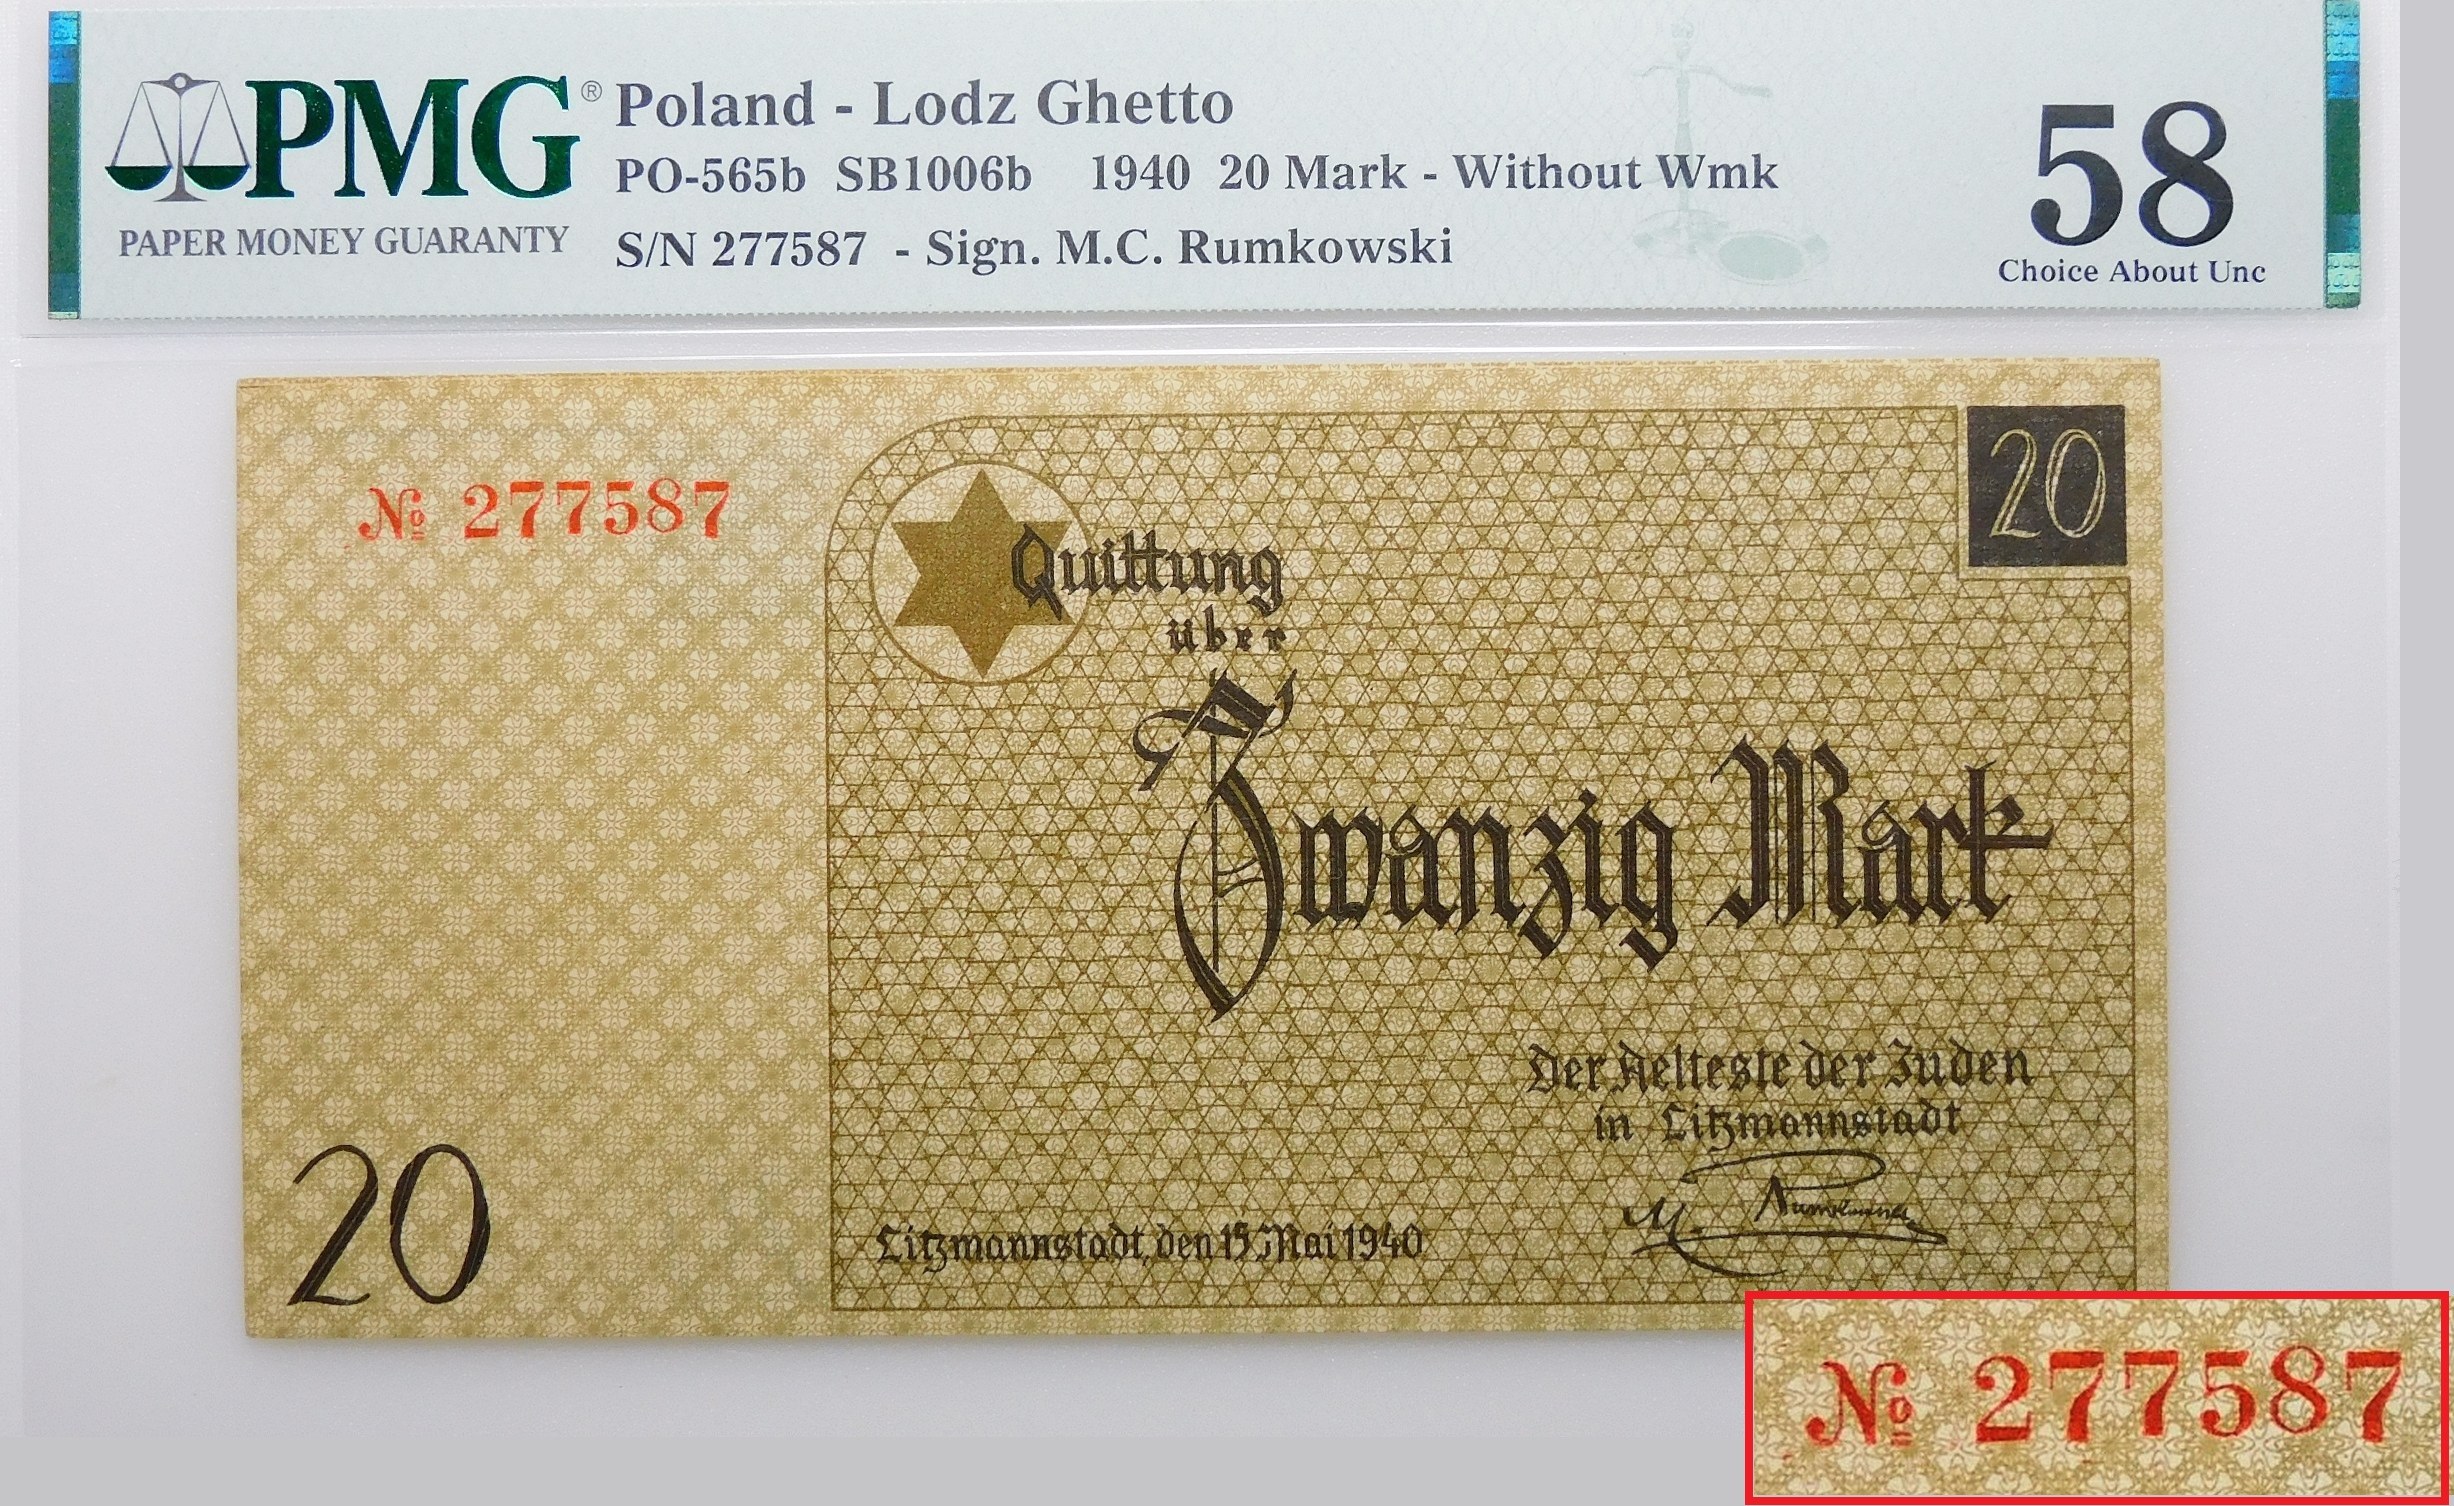 PMG® Poland - Lodz Ghetto
PO-565b SB1006b 1940 20 Mark - Without Wmk
PAPER MONEY GUARANTY
S/N 277587 - Sign. M.C. Rumkowski
58
Choice About Unc
№ 277587
20
Quittung
über
Zwanzig Mark
Der Aelteste der Juden
in Litzmannstadt
M. Rumkowski
Litzmannstadt, den 15. Mai 1940
20
№ 277587